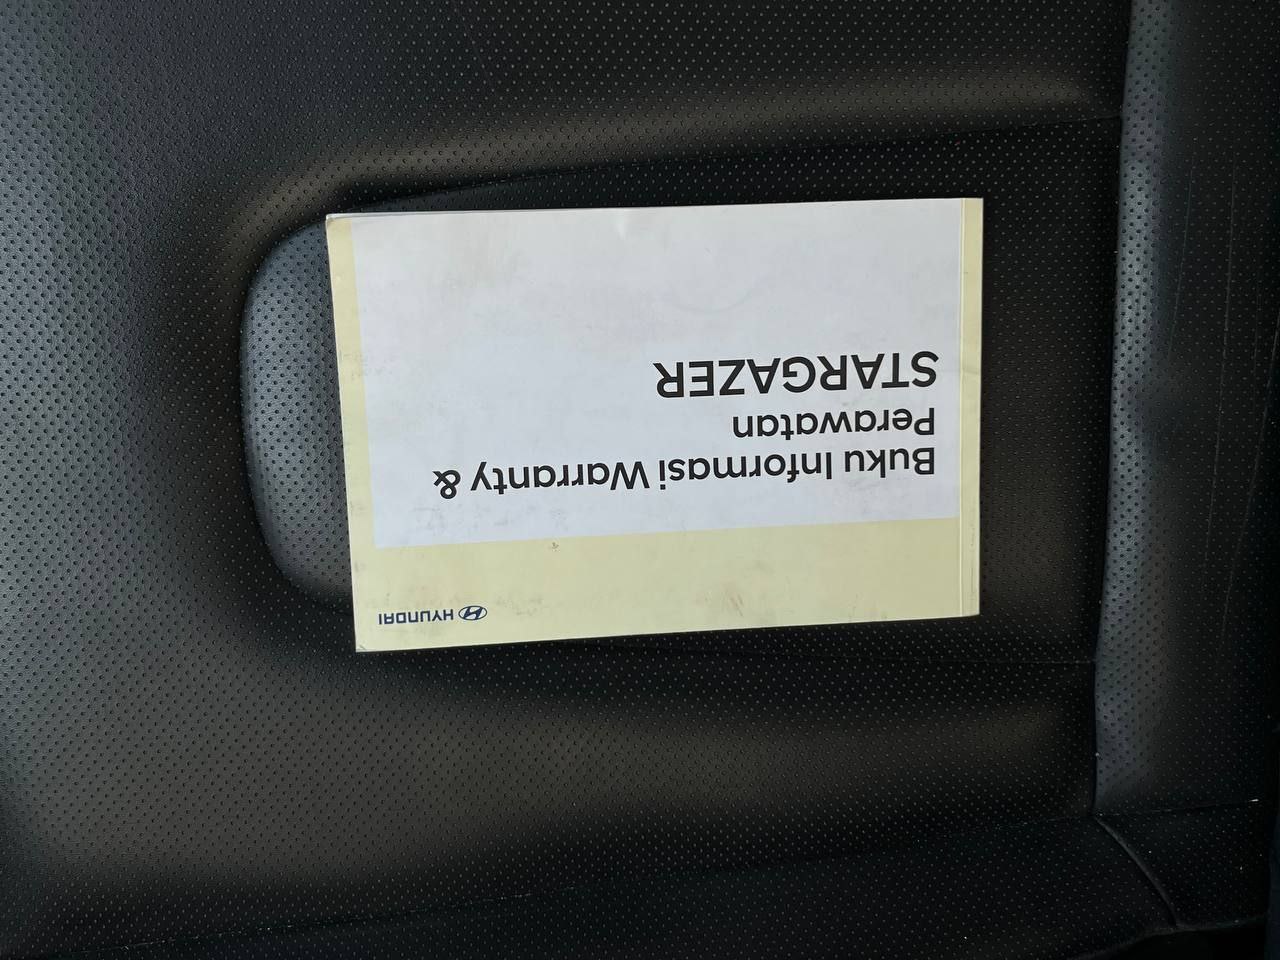 HYUNDAI
Buku Informasi Warranty &
Perawatan
STARGAZER